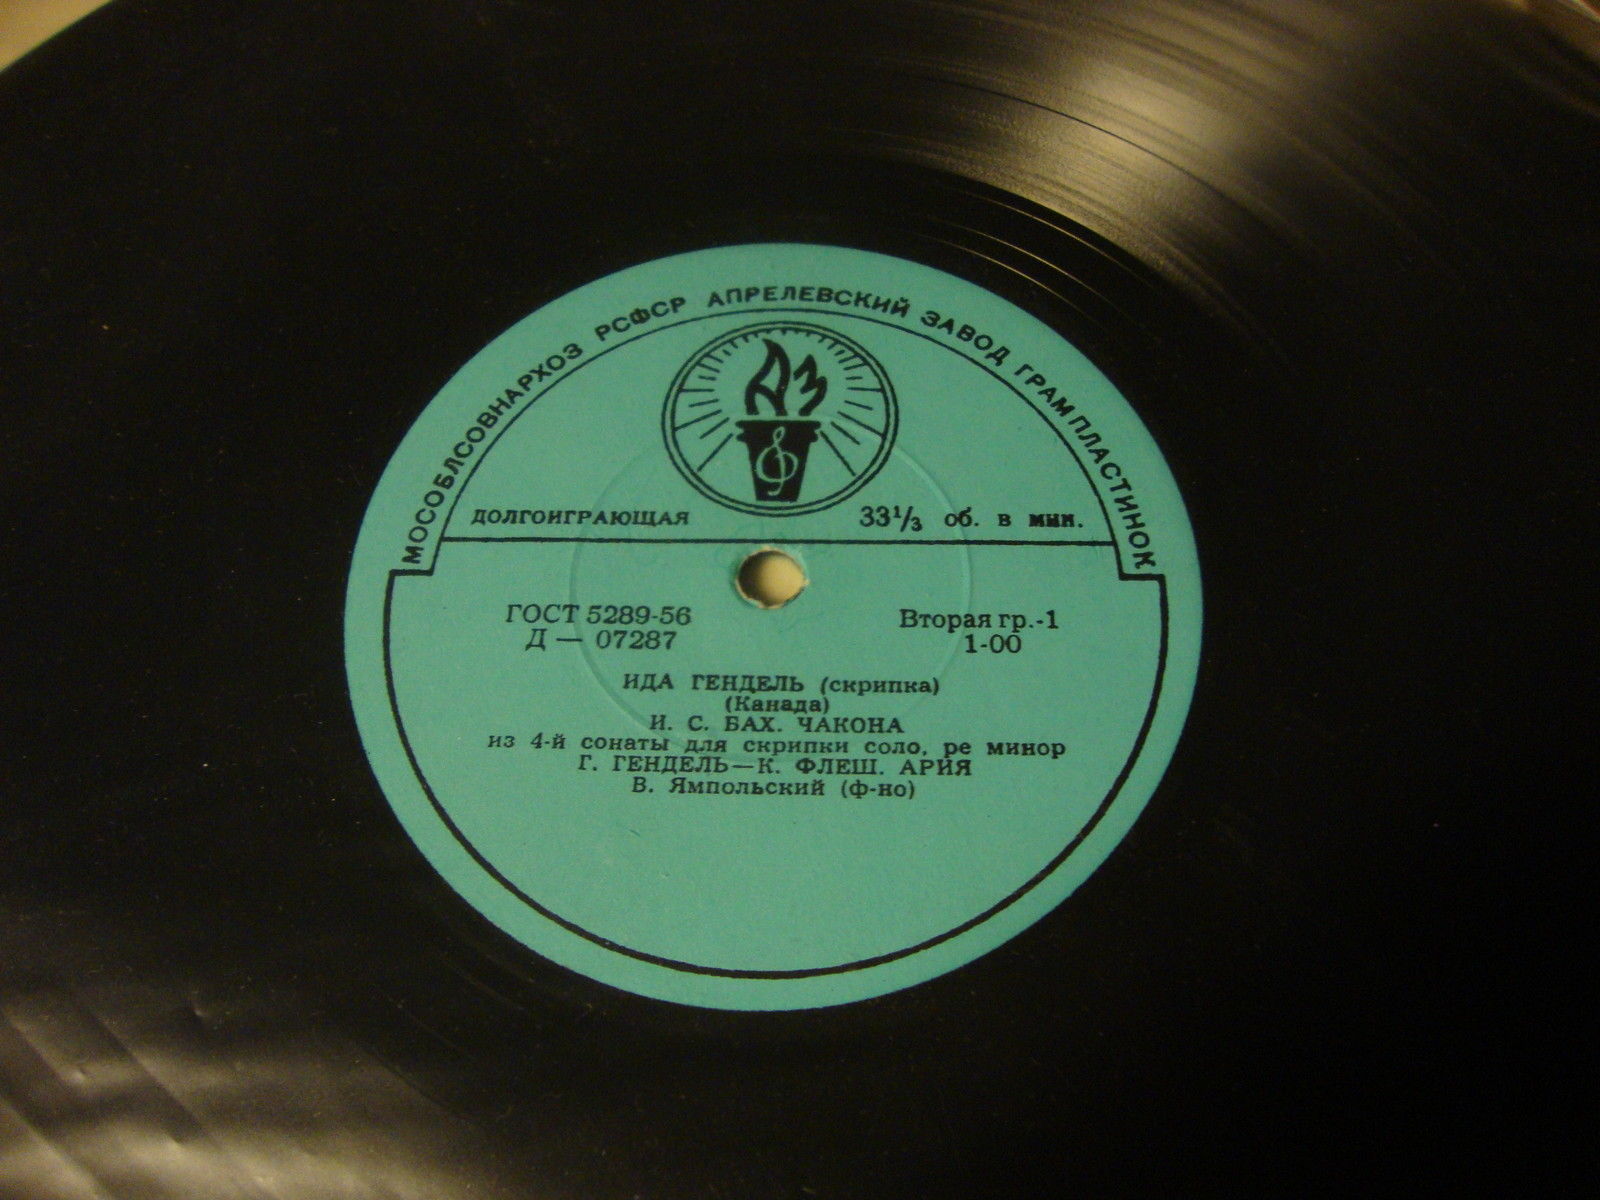 МОСОБЛСОВНАРХОЗ РСФСР АПРЕЛЕВСКИЙ ЗАВОД ГРАМПЛАСТИНОК
АЗ
ДОЛГОИГРАЮЩАЯ 33⅓ об. в мин.
ГОСТ 5289-56 Вторая гр.-1
Д — 07287 1-00
ИДА ГЕНДЕЛЬ (скрипка)
(Канада)
И. С. БАХ. ЧАКОНА
из 4-й сонаты для скрипки соло, ре минор
Г. ГЕНДЕЛЬ—К. ФЛЕШ. АРИЯ
В. Ямпольский (ф-но)